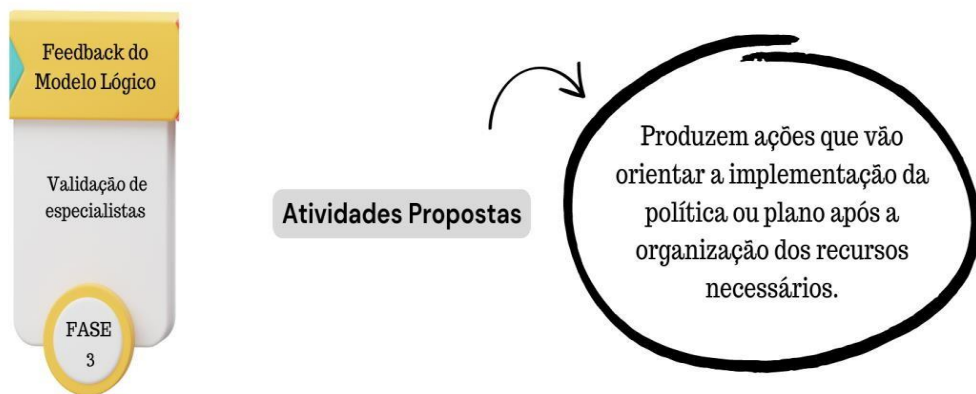 Feedback do
Modelo Lógico
Validação de
especialistas
FASE
3
Atividades Propostas
Produzem ações que vão
orientar a implementação da
política ou plano após a
organização dos recursos
necessários.